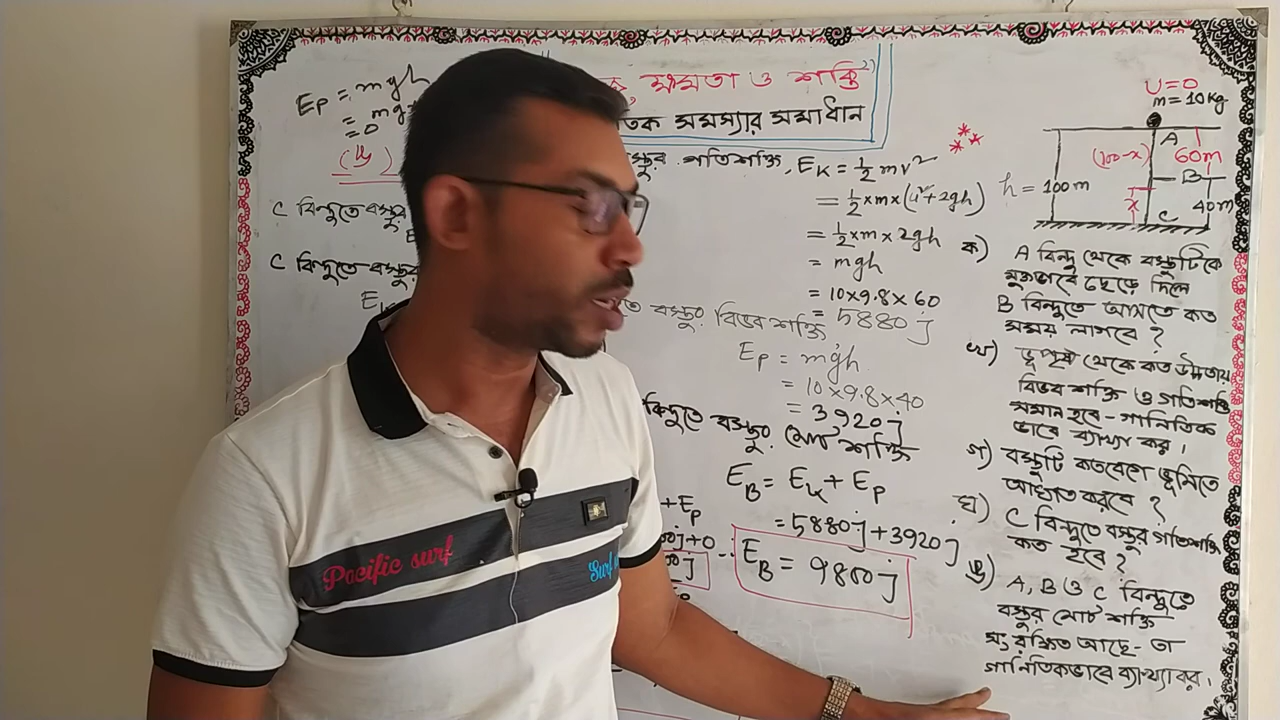 Ep = mgh
= mg
= 0
(ঘ)
C বিন্দুতে বস্তুর
C বিন্দুতে বস্তুর
Ek
ক্ষমতা ও শক্তি
সমস্যার সমাধান
গতিশক্তি, EK = ½ mv²
= ½ × m × (u² + 2gh)
= ½ × m × 2gh
= mgh
= 10 × 9.8 × 60
= 5880 j
বস্তুর বিভব শক্তি
Ep = mgh
= 10 × 9.8 × 40
= 3920 j
বিন্দুতে বস্তুর মোট শক্তি
EB = Ek + Ep
= 5880 j + 3920 j
EB = 9800 j
+ Ep
j + 0
U = 0
m = 10 kg
A
(100-x)
60m
h = 100 m
B
x
40m
C
ক) A বিন্দু থেকে বস্তুটিকে
মুক্তভাবে ছেড়ে দিলে
B বিন্দুতে আসতে কত
সময় লাগবে ?
খ) ভূপৃষ্ঠ থেকে কত উচ্চতায়
বিভব শক্তি ও গতিশক্তি
সমান হবে - গানিতিক
ভাবে ব্যাখ্যা কর ।
গ) বস্তুটি কতবেগে ভূমিতে
আঘাত করবে ?
ঘ) C বিন্দুতে বস্তুর গতিশক্তি
কত হবে ?
ঙ) A, B ও C বিন্দুতে
বস্তুর মোট শক্তি
সংরক্ষিত আছে - তা
গানিতিকভাবে ব্যাখ্যা কর ।
Pacific surf
Surf